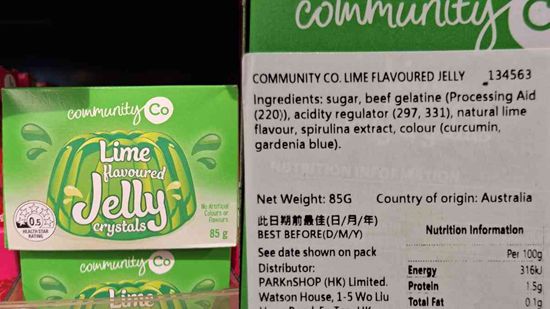 community Co
Lime
flavoured
Jelly
crystals
No Artificial
Colours or
Flavours
85 g
0.5
HEALTH STAR
RATING
community Co
Lime
community
COMMUNITY CO. LIME FLAVOURED JELLY 134563
Ingredients: sugar, beef gelatine (Processing Aid
(220)), acidity regulator (297, 331), natural lime
flavour, spirulina extract, colour (curcumin,
gardenia blue).
Net Weight: 85G Country of origin: Australia
此日期前最佳(日/月/年)
BEST BEFORE(D/M/Y)
See date shown on pack
Distributor:
PARKnSHOP (HK) Limited.
Watson House, 1-5 Wo Liu
Nutrition Information
Per 100g
Energy 316kJ
Protein 1.5g
Total Fat 0.1g